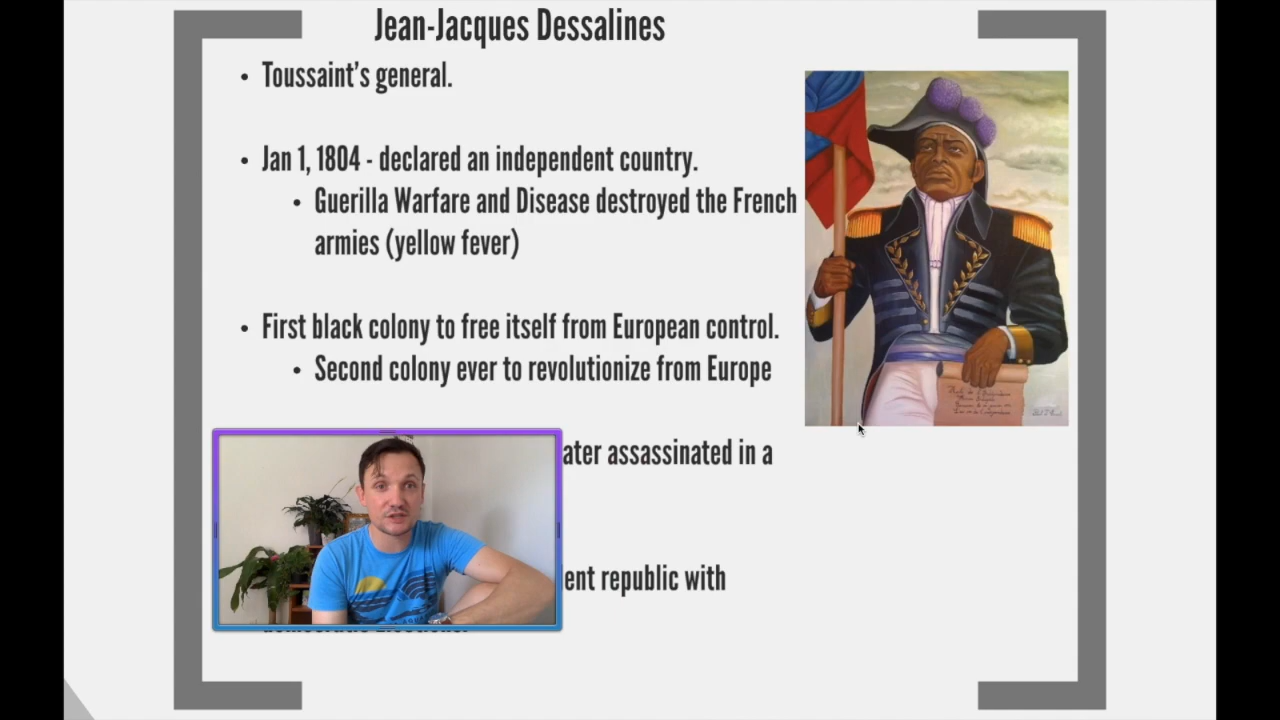 Jean-Jacques Dessalines
• Toussaint's general.
• Jan 1, 1804 - declared an independent country.
• Guerilla Warfare and Disease destroyed the French
armies (yellow fever)
• First black colony to free itself from European control.
• Second colony ever to revolutionize from Europe
assassinated in a
republic with